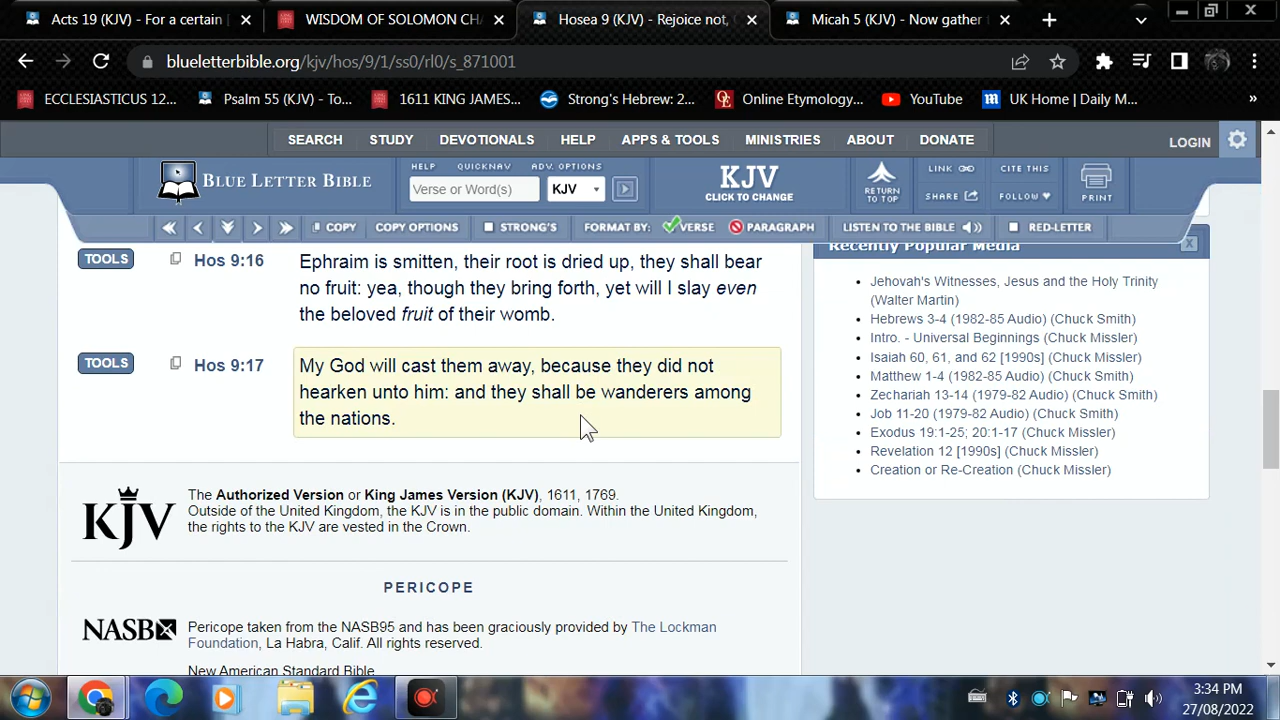 Acts 19 (KJV) - For a certain
WISDOM OF SOLOMON CHA
Hosea 9 (KJV) - Rejoice not,
Micah 5 (KJV) - Now gather
blueletterbible.org/kjv/hos/9/1/ss0/rl0/s_871001
ECCLESIASTICUS 12...
Psalm 55 (KJV) - To...
1611 KING JAMES...
Strong's Hebrew: 2...
Online Etymology...
YouTube
UK Home | Daily M...
SEARCH STUDY DEVOTIONALS HELP APPS & TOOLS MINISTRIES ABOUT DONATE LOGIN
BLUE LETTER BIBLE
HELP QUICKNAV ADV. OPTIONS
Verse or Word(s) KJV
KJV
CLICK TO CHANGE
RETURN
TO TOP
LINK CITE THIS
SHARE FOLLOW
PRINT
COPY COPY OPTIONS STRONG'S FORMAT BY: VERSE PARAGRAPH LISTEN TO THE BIBLE RED-LETTER
TOOLS Hos 9:16 Ephraim is smitten, their root is dried up, they shall bear
no fruit: yea, though they bring forth, yet will I slay even
the beloved fruit of their womb.
TOOLS Hos 9:17 My God will cast them away, because they did not
hearken unto him: and they shall be wanderers among
the nations.
KJV
The Authorized Version or King James Version (KJV), 1611, 1769.
Outside of the United Kingdom, the KJV is in the public domain. Within the United Kingdom,
the rights to the KJV are vested in the Crown.
PERICOPE
NASB
Pericope taken from the NASB95 and has been graciously provided by The Lockman
Foundation, La Habra, Calif. All rights reserved.
New American Standard Bible
Recently Popular Media
Jehovah's Witnesses, Jesus and the Holy Trinity
(Walter Martin)
Hebrews 3-4 (1982-85 Audio) (Chuck Smith)
Intro. - Universal Beginnings (Chuck Missler)
Isaiah 60, 61, and 62 [1990s] (Chuck Missler)
Matthew 1-4 (1982-85 Audio) (Chuck Smith)
Zechariah 13-14 (1979-82 Audio) (Chuck Smith)
Job 11-20 (1979-82 Audio) (Chuck Smith)
Exodus 19:1-25; 20:1-17 (Chuck Missler)
Revelation 12 [1990s] (Chuck Missler)
Creation or Re-Creation (Chuck Missler)
3:34 PM
27/08/2022